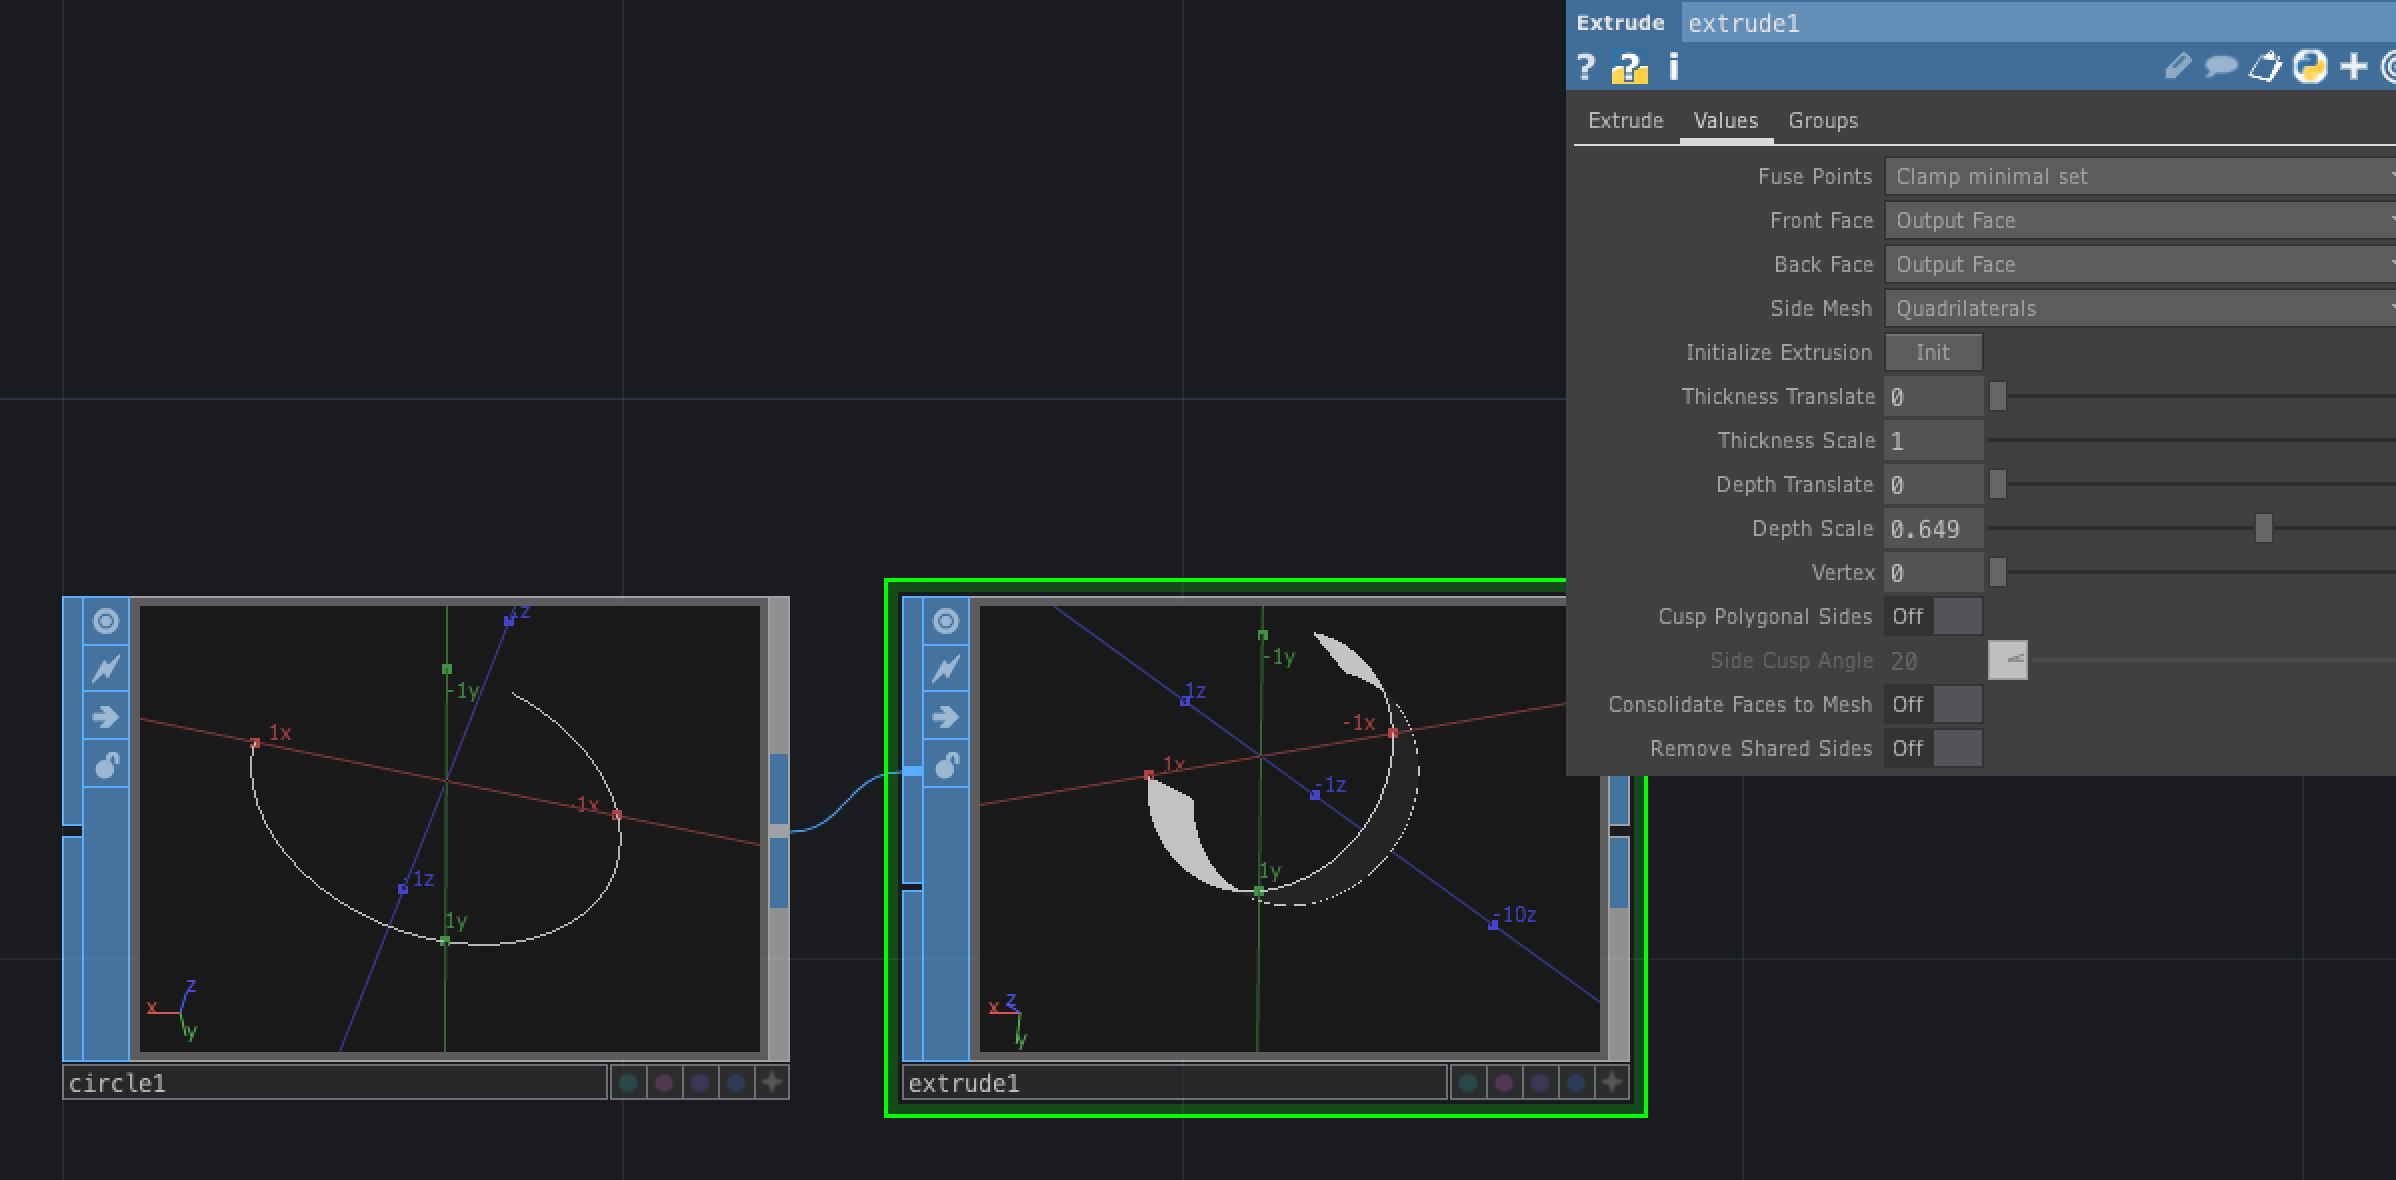 Extrude extrude1
? ? i
Extrude Values Groups
Fuse Points Clamp minimal set
Front Face Output Face
Back Face Output Face
Side Mesh Quadrilaterals
Initialize Extrusion Init
Thickness Translate 0
Thickness Scale 1
Depth Translate 0
Depth Scale 0.649
Vertex 0
Cusp Polygonal Sides Off
Side Cusp Angle 20
Consolidate Faces to Mesh Off
Remove Shared Sides Off
1z
-1y
1x
-1x
-1z
1y
z
x
y
circle1
-1y
1z
-1x
1x
-1z
1y
-10z
x z
y
extrude1